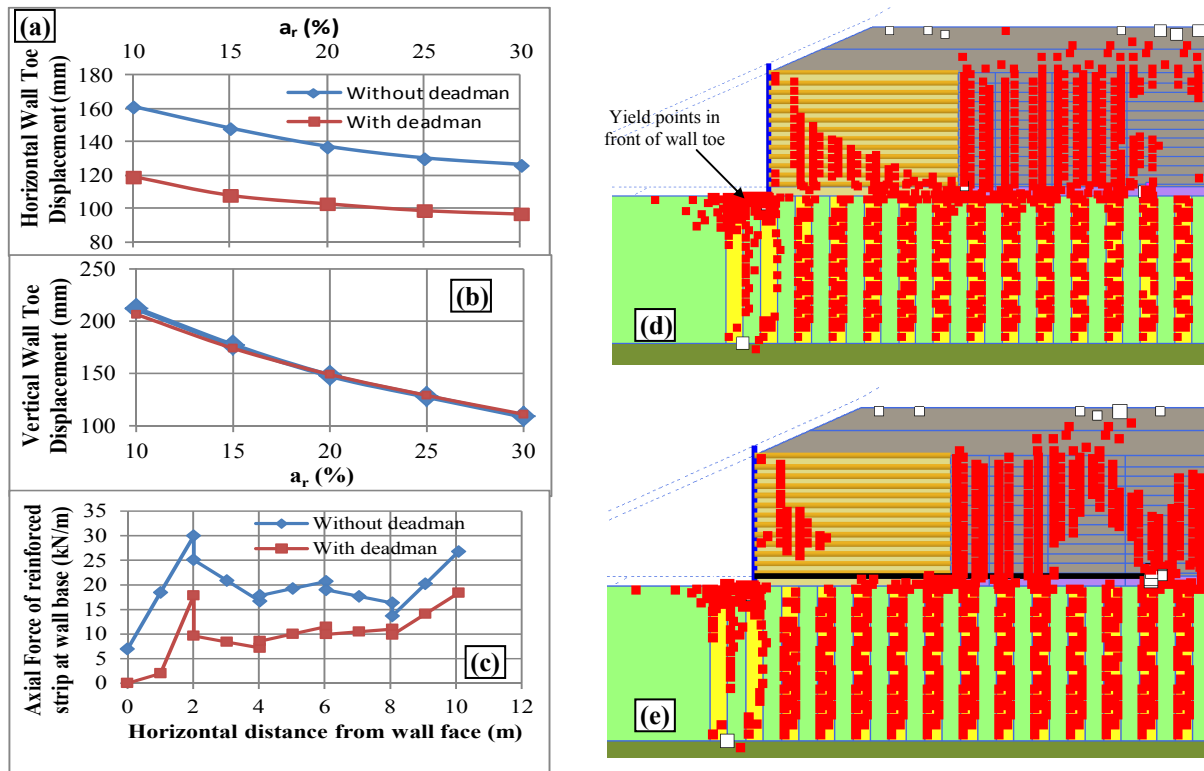 (a)
a_r (%)
10 15 20 25 30
Horizontal Wall Toe
Displacement (mm)
180
160
140
120
100
80
Without deadman
With deadman
(b)
Vertical Wall Toe
Displacement (mm)
250
200
150
100
10 15 20 25 30
a_r (%)
(c)
Axial Force of reinforced
strip at wall base (kN/m)
35
30
25
20
15
10
5
0
Without deadman
With deadman
0 2 4 6 8 10 12
Horizontal distance from wall face (m)
Yield points in
front of wall toe
(d)
(e)